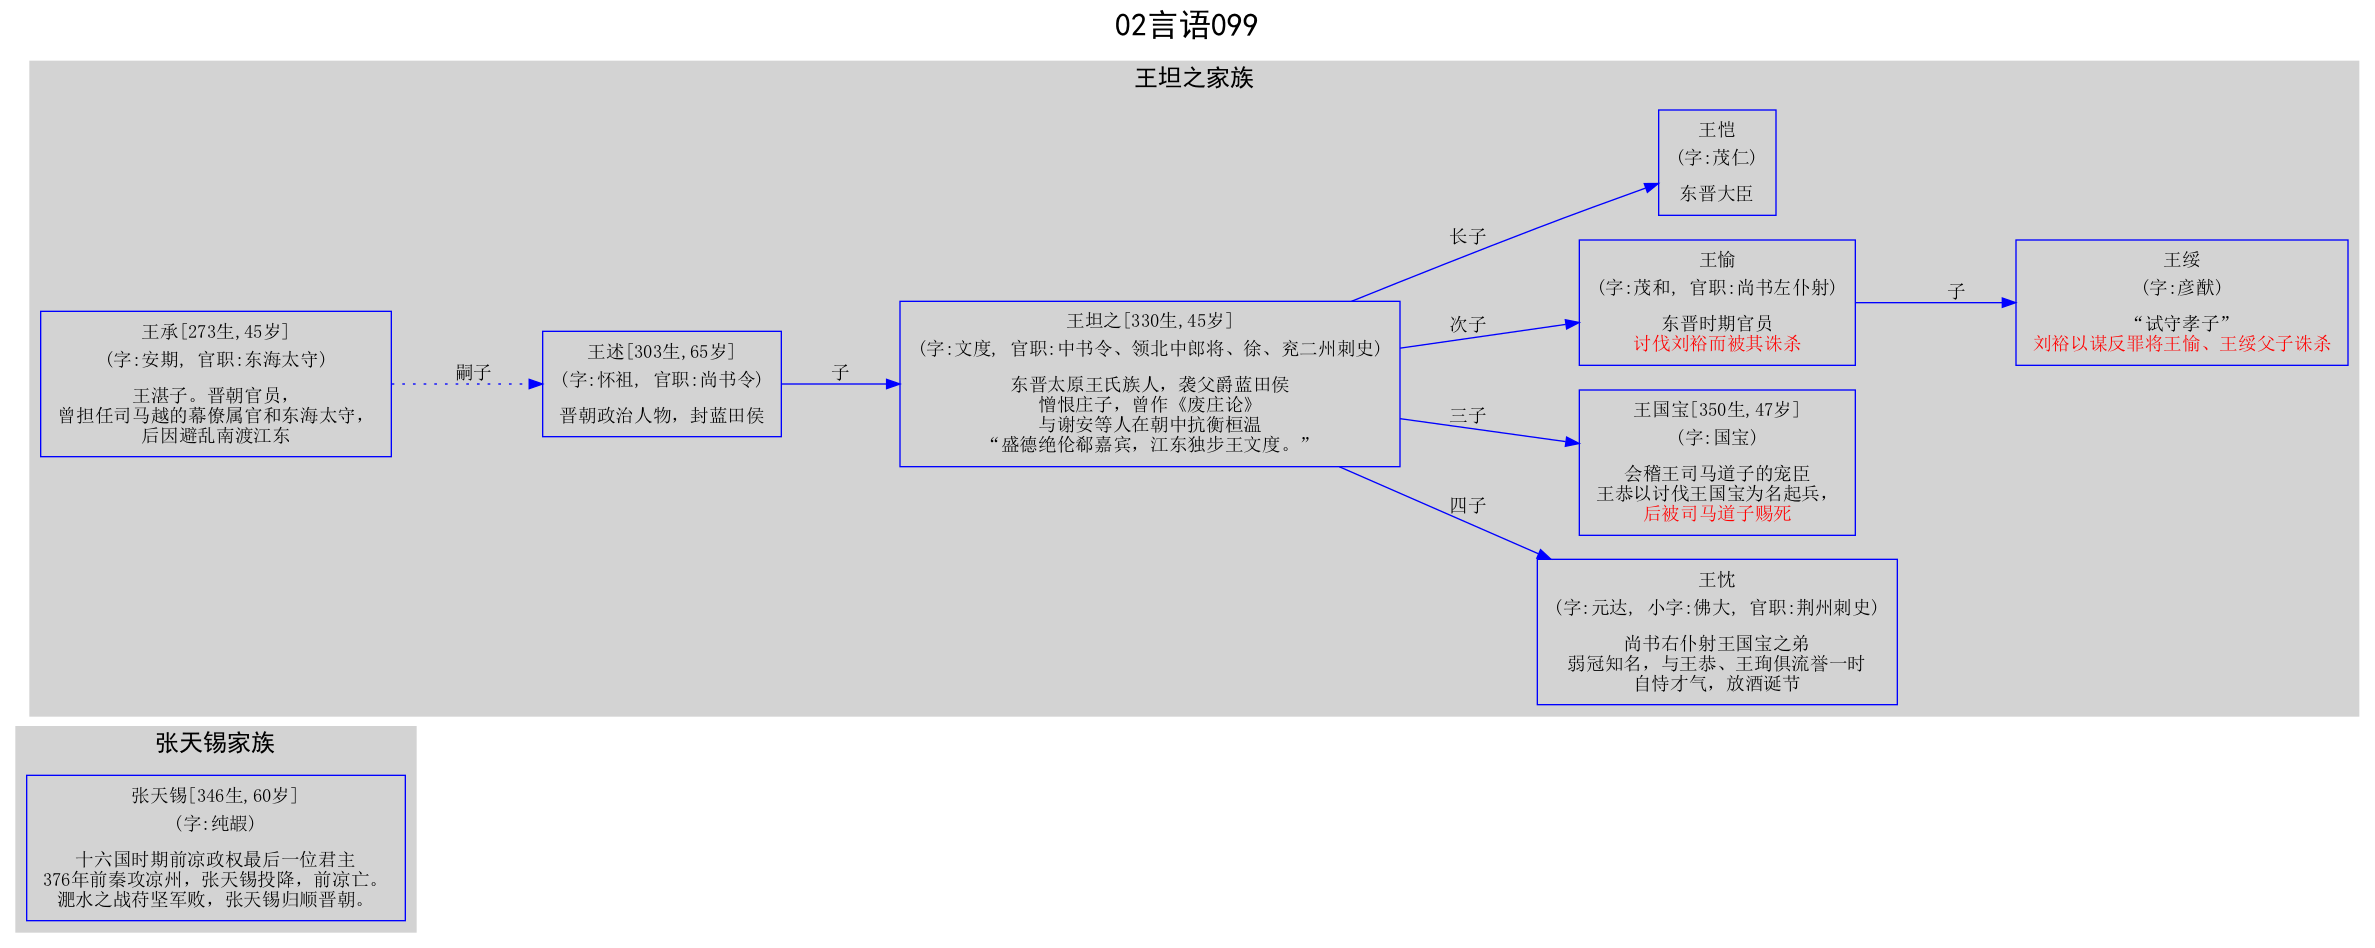 02言语099
王坦之家族
王承[273生,45岁]
(字:安期, 官职:东海太守)
王湛子。晋朝官员，
曾担任司马越的幕僚属官和东海太守，
后因避乱南渡江东
嗣子
王述[303生,65岁]
(字:怀祖, 官职:尚书令)
晋朝政治人物，封蓝田侯
子
王坦之[330生,45岁]
(字:文度, 官职:中书令、领北中郎将、徐、兖二州刺史)
东晋太原王氏族人，袭父爵蓝田侯
憎恨庄子，曾作《废庄论》
与谢安等人在朝中抗衡桓温
“盛德绝伦郗嘉宾，江东独步王文度。”
长子
王恺
(字:茂仁)
东晋大臣
次子
王愉
(字:茂和, 官职:尚书左仆射)
东晋时期官员
讨伐刘裕而被其诛杀
子
王绥
(字:彦猷)
“试守孝子”
刘裕以谋反罪将王愉、王绥父子诛杀
三子
王国宝[350生,47岁]
(字:国宝)
会稽王司马道子的宠臣
王恭以讨伐王国宝为名起兵，
后被司马道子赐死
四子
王忱
(字:元达, 小字:佛大, 官职:荆州刺史)
尚书右仆射王国宝之弟
弱冠知名，与王恭、王珣俱流誉一时
自恃才气，放酒诞节
张天锡家族
张天锡[346生,60岁]
(字:纯嘏)
十六国时期前凉政权最后一位君主
376年前秦攻凉州，张天锡投降，前凉亡。
淝水之战苻坚军败，张天锡归顺晋朝。